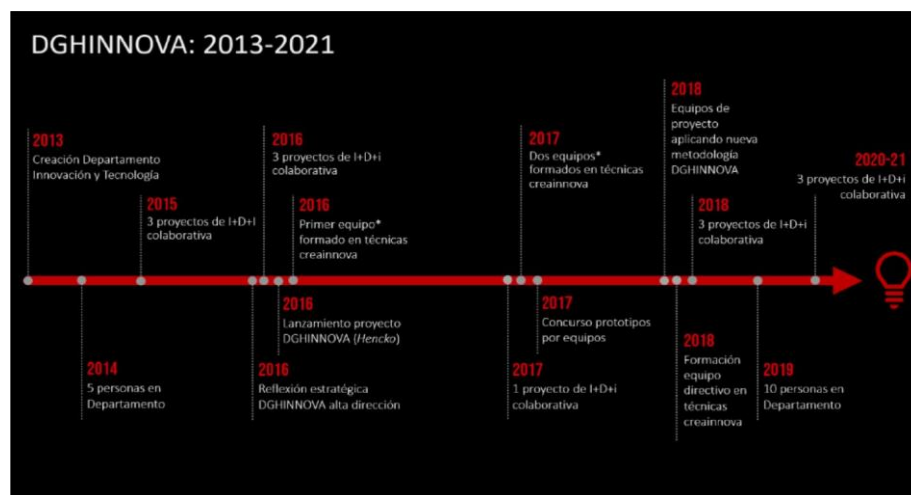 DGHINNOVA: 2013-2021
2013
Creación Departamento
Innovación y Tecnología
2014
5 personas en
Departamento
2015
3 proyectos de I+D+I
colaborativa
2016
Reflexión estratégica
DGHINNOVA alta dirección
2016
3 proyectos de I+D+i
colaborativa
2016
Lanzamiento proyecto
DGHINNOVA (Hencko)
2016
Primer equipo*
formado en técnicas
creainnova
2017
1 proyecto de I+D+i
colaborativa
2017
Dos equipos*
formados en técnicas
creainnova
2017
Concurso prototipos
por equipos
2018
Equipos de
proyecto
aplicando nueva
metodología
DGHINNOVA
2018
Formación
equipo
directivo en
técnicas
creainnova
2018
3 proyectos de I+D+i
colaborativa
2019
10 personas en
Departamento
2020-21
3 proyectos de I+D+i
colaborativa